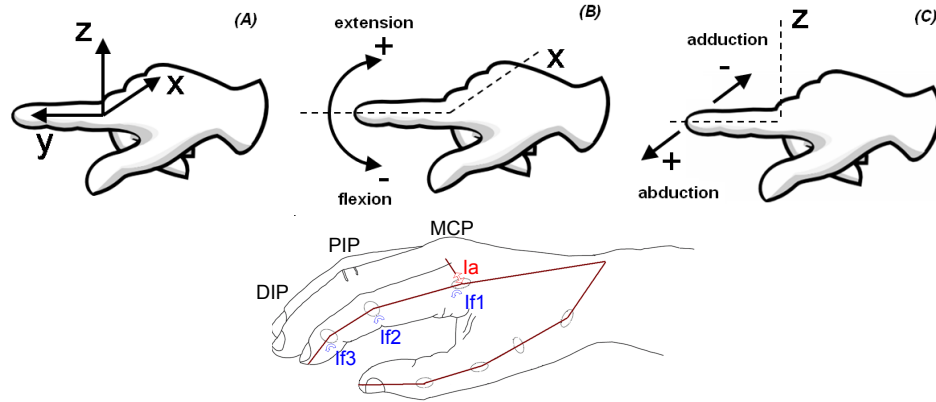 (A)
z
x
y
(B)
extension
+
x
-
flexion
(C)
z
adduction
-
+
abduction
MCP
PIP
DIP
Ia
If1
If2
If3